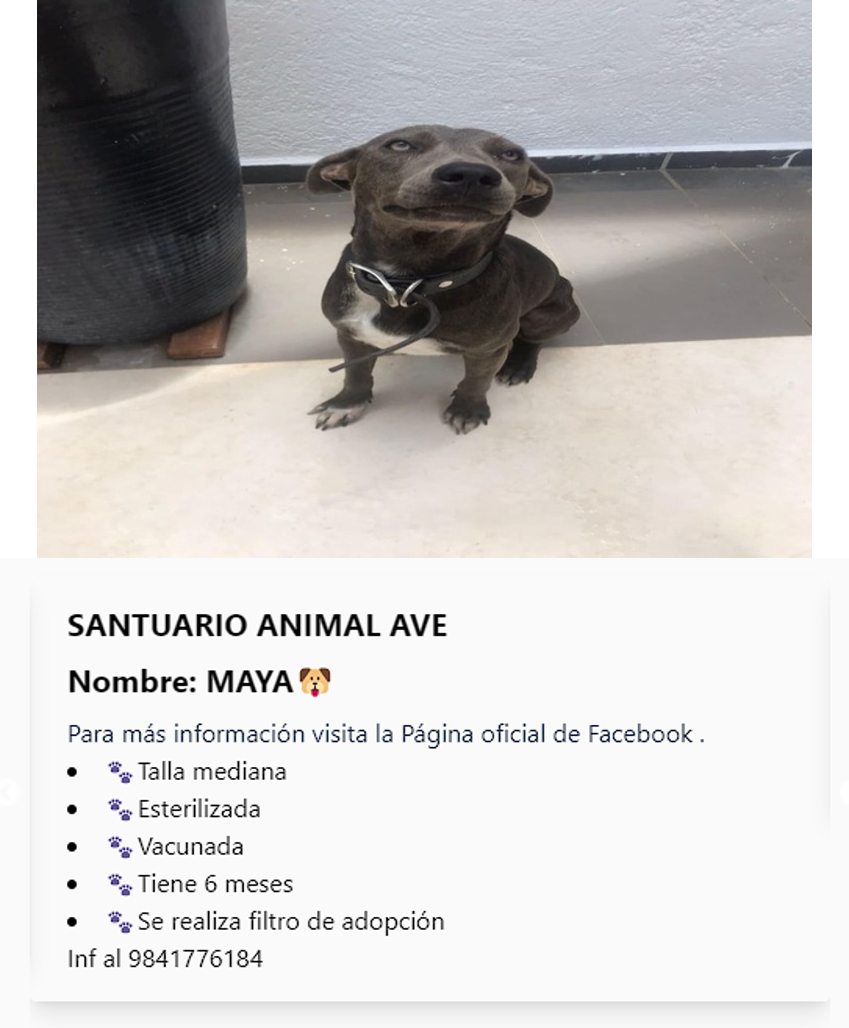 SANTUARIO ANIMAL AVE
Nombre: MAYA🐶
Para más información visita la Página oficial de Facebook .
• 🐾 Talla mediana
• 🐾 Esterilizada
• 🐾 Vacunada
• 🐾 Tiene 6 meses
• 🐾 Se realiza filtro de adopción
Inf al 9841776184